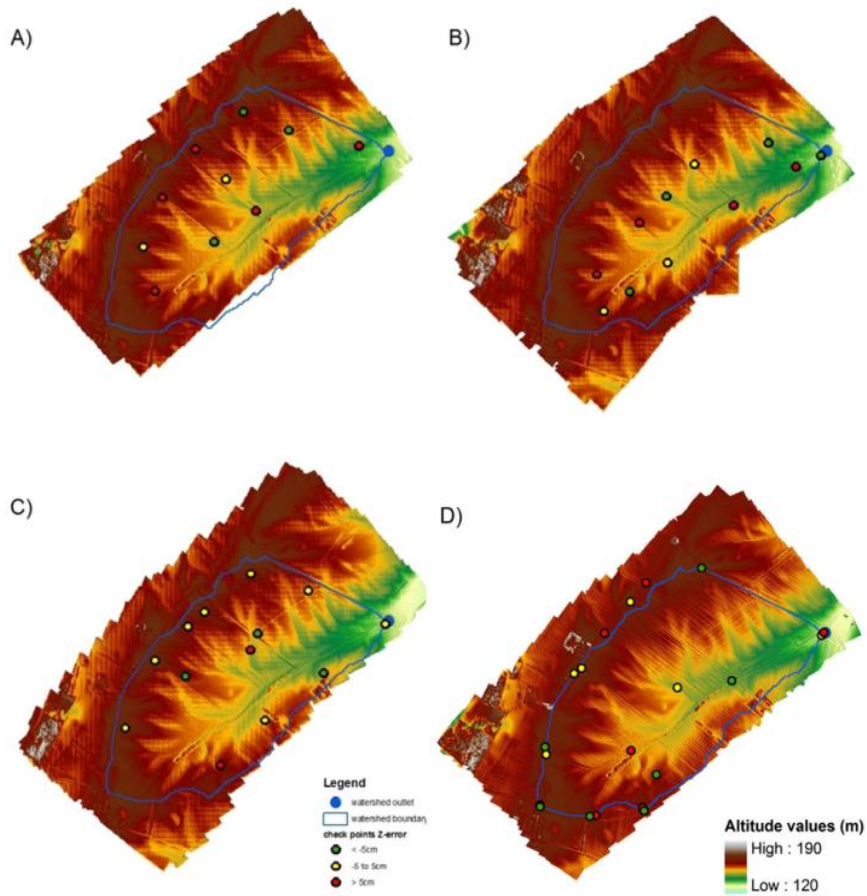 A)
B)
C)
D)
Legend
watershed outlet
watershed boundary
check points Z-error
< -5cm
-5 to 5cm
> 5cm
Altitude values (m)
High : 190
Low : 120